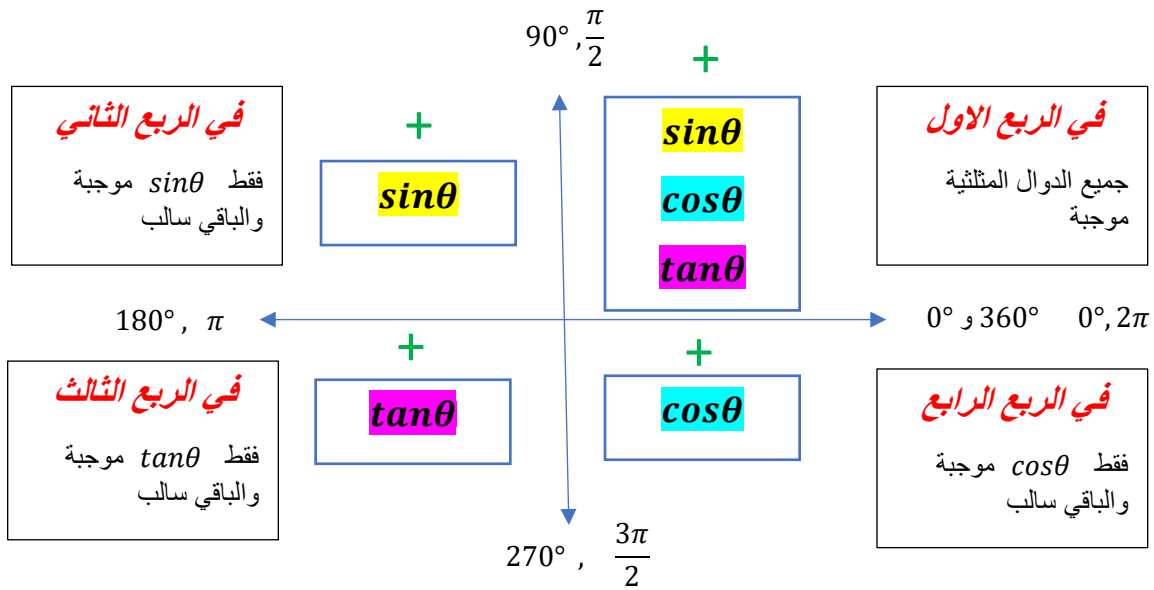 90° , π/2
+
في الربع الثاني
فقط sinθ موجبة
والباقي سالب
+
sinθ
sinθ
cosθ
tanθ
في الربع الاول
جميع الدوال المثلثية
موجبة
180° , π
0° و 360° 0°, 2π
في الربع الثالث
فقط tanθ موجبة
والباقي سالب
+
tanθ
+
cosθ
في الربع الرابع
فقط cosθ موجبة
والباقي سالب
270° , 3π/2